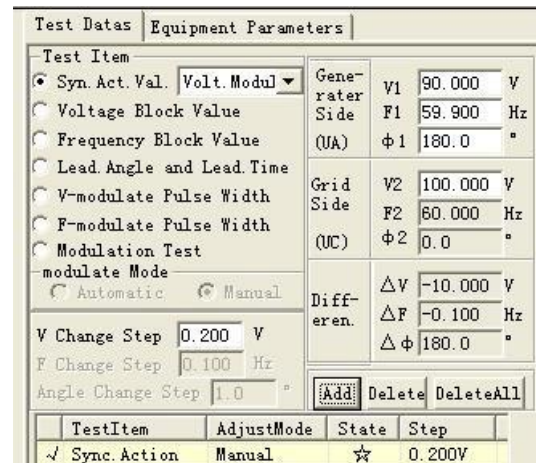 Test Datas Equipment Parameters
Test Item
Syn.Act.Val. Volt.Modul
Voltage Block Value
Frequency Block Value
Lead.Angle and Lead.Time
V-modulate Pulse Width
F-modulate Pulse Width
Modulation Test
modulate Mode
Automatic Manual
V Change Step 0.200 V
F Change Step 0.100 Hz
Angle Change Step 1.0 °
Gene-
rater
Side
(UA)
V1 90.000 V
F1 59.900 Hz
Φ1 180.0 °
Grid
Side
(UC)
V2 100.000 V
F2 60.000 Hz
Φ2 0.0 °
Diff-
eren.
△V -10.000 V
△F -0.100 Hz
△Φ 180.0 °
Add Delete DeleteAll
TestItem AdjustMode State Step
√ Sync.Action Manual ☆ 0.200V